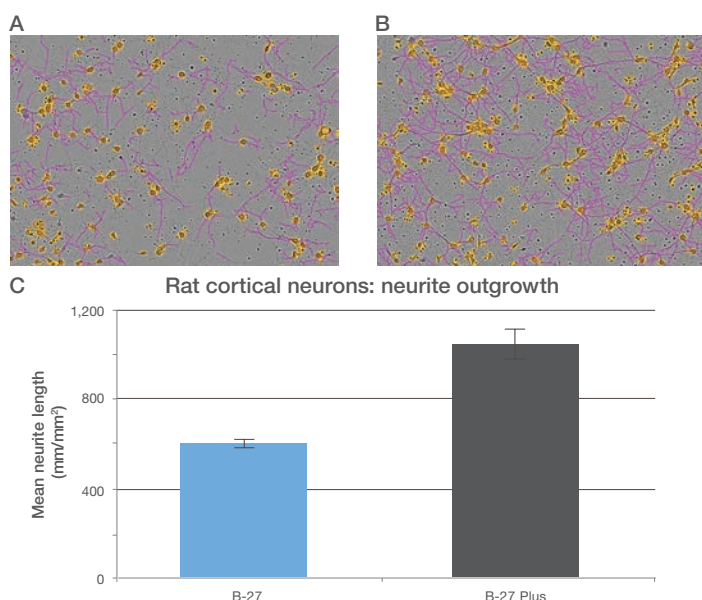 A
B
C
Rat cortical neurons: neurite outgrowth
Mean neurite length
(mm/mm²)
1,200
800
400
0
B-27
B-27 Plus